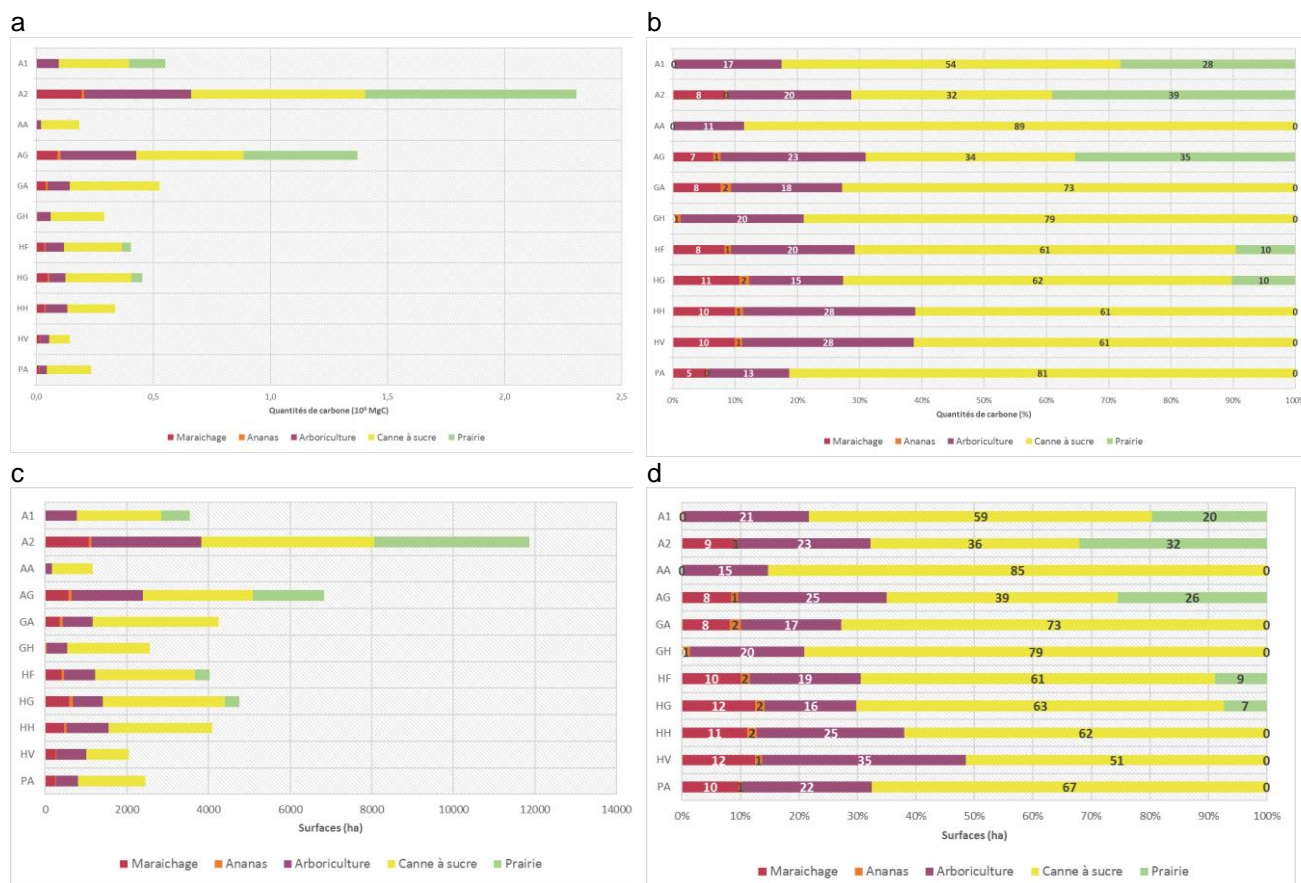 a
A1
A2
AA
AG
GA
GH
HF
HG
HH
HV
PA
0,0 0,5 1,0 1,5 2,0 2,5
Quantités de carbone (10⁶ MgC)
Maraichage Ananas Arboriculture Canne à sucre Prairie
b
A1 0 17 54 28
A2 8 0 20 32 39
AA 0 11 89 0
AG 7 1 23 34 35
GA 8 2 18 73 0
GH 1 20 79 0
HF 8 1 20 61 10
HG 11 2 15 62 10
HH 10 1 28 61 0
HV 10 1 28 61 0
PA 5 0 13 81 0
0% 10% 20% 30% 40% 50% 60% 70% 80% 90% 100%
Quantités de carbone (%)
Maraichage Ananas Arboriculture Canne à sucre Prairie
c
A1
A2
AA
AG
GA
GH
HF
HG
HH
HV
PA
0 2000 4000 6000 8000 10000 12000 14000
Surfaces (ha)
Maraichage Ananas Arboriculture Canne à sucre Prairie
d
A1 0 21 59 20
A2 9 1 23 36 32
AA 0 15 85 0
AG 8 1 25 39 26
GA 8 2 17 73 0
GH 1 20 79 0
HF 10 2 19 61 9
HG 12 2 16 63 7
HH 11 2 25 62 0
HV 12 1 35 51 0
PA 10 1 22 67 0
0% 10% 20% 30% 40% 50% 60% 70% 80% 90% 100%
Surfaces (ha)
Maraichage Ananas Arboriculture Canne à sucre Prairie